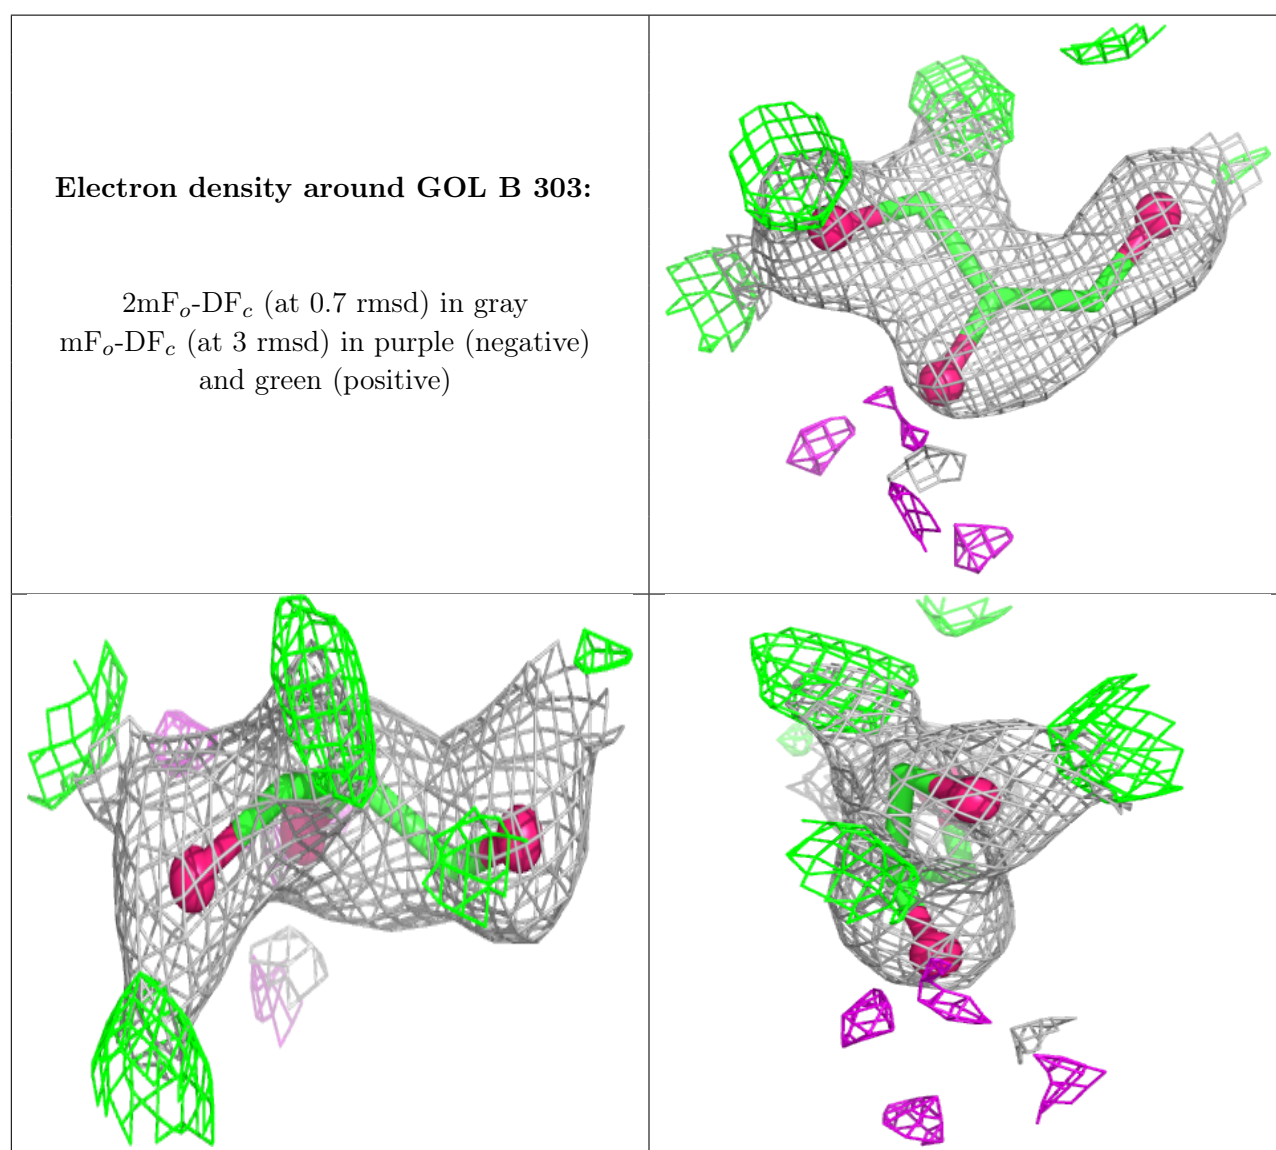 Electron density around GOL B 303:
2mFo-DFc (at 0.7 rmsd) in gray
mFo-DFc (at 3 rmsd) in purple (negative)
and green (positive)